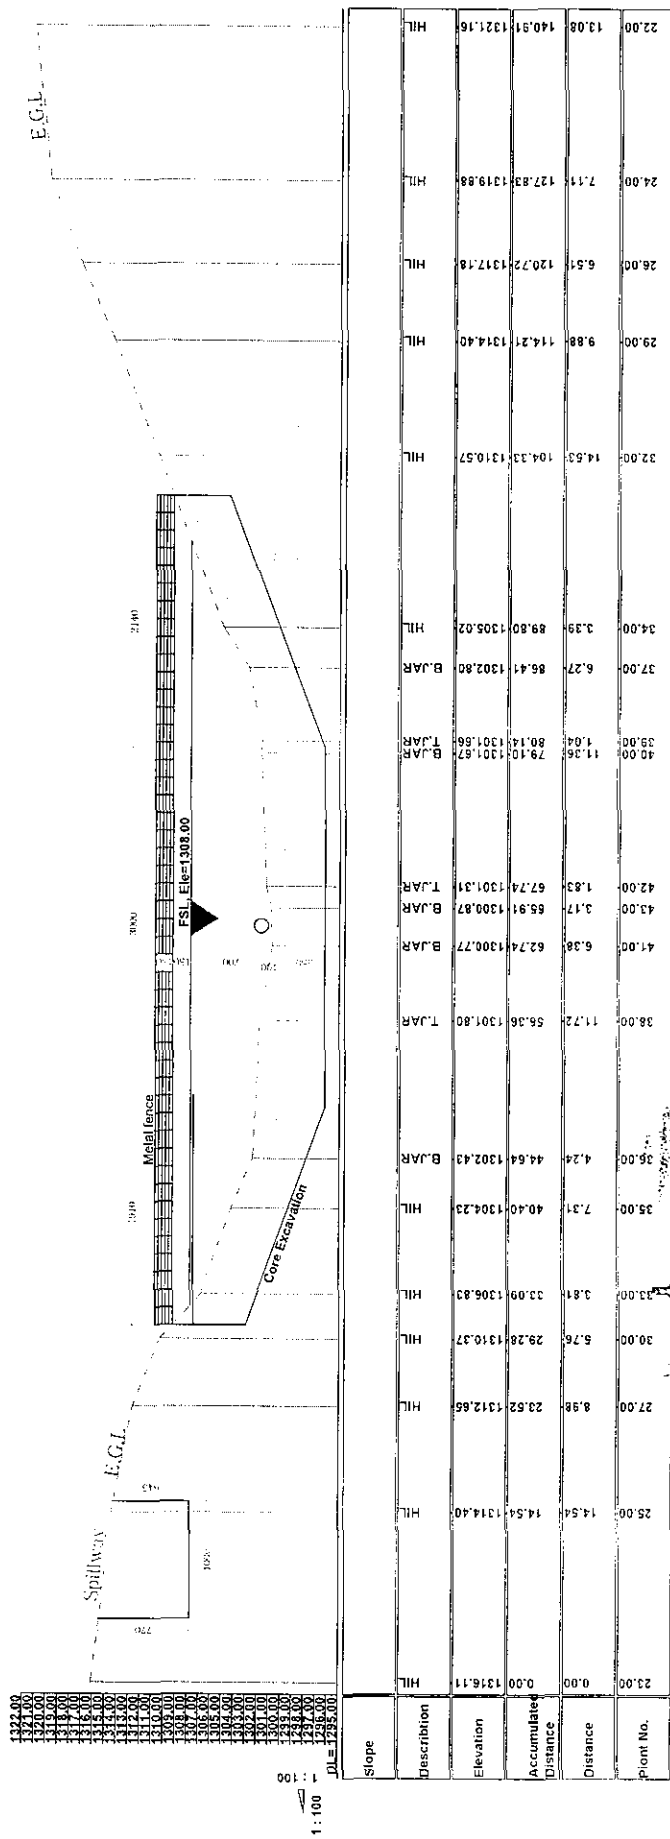 1322.00
1321.00
1320.00
1319.00
1318.00
1317.00
1316.00
1315.00
1314.00
1313.00
1312.00
1311.00
1310.00
1309.00
1308.00
1307.00
1306.00
1305.00
1304.00
1303.00
1302.00
1301.00
1300.00
1299.00
1298.00
1297.00
1296.00
DL= 1295.00
1:100
1:100
Spillway
E.G.L
Metal fence
FSL, Ele=1308.00
Core Excavation
E.G.L
770
1000
645
3000
2140
Slope
Describtion HIL HIL HIL HIL HIL HIL B.JAR T.JAR B.JAR B.JAR T.JAR B.JAR T.JAR B.JAR HIL HIL HIL HIL HIL HIL
Elevation 1316.11 1314.40 1312.65 1310.37 1306.83 1304.23 1302.43 1301.80 1300.77 1300.87 1301.31 1301.67 1301.66 1302.80 1305.02 1310.57 1314.40 1317.18 1319.88 1321.16
Accumulated Distance 0.00 14.54 23.52 29.28 33.09 40.40 44.64 56.36 62.74 65.91 67.74 79.10 80.14 86.41 89.80 104.33 114.21 120.72 127.83 140.91
Distance 0.00 14.54 8.98 5.76 3.81 7.31 4.24 11.72 6.38 3.17 1.83 11.36 1.04 6.27 3.39 14.53 9.88 6.51 7.11 13.08
Piont No. 23.00 25.00 27.00 30.00 33.00 35.00 36.00 38.00 41.00 43.00 42.00 40.00 39.00 37.00 34.00 32.00 29.00 26.00 24.00 22.00